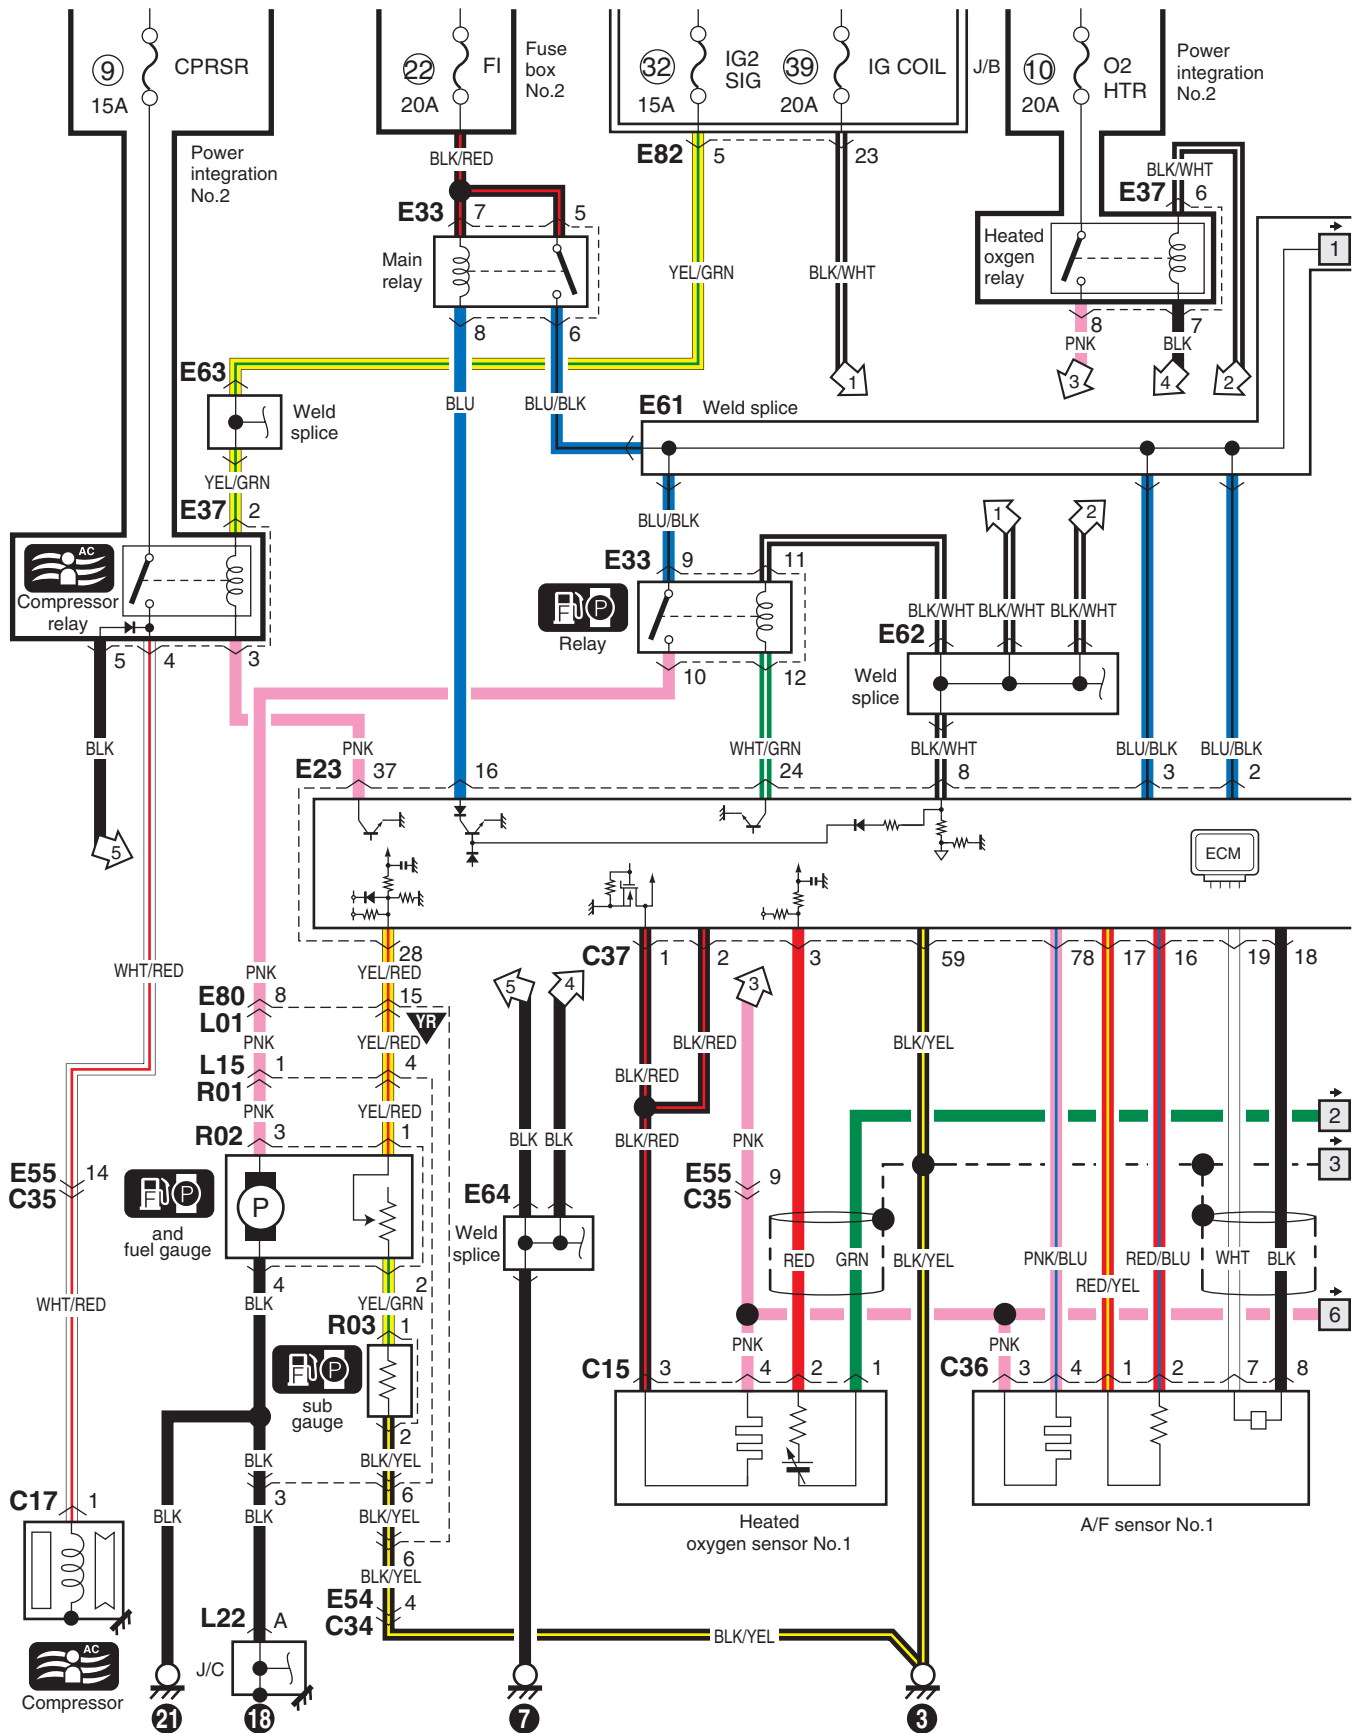 9 CPRSR 15A
22 FI 20A
Fuse
box
No.2
32 IG2
SIG
15A
39 IG COIL 20A
J/B
10 O2
HTR
20A
Power
integration
No.2
Power
integration
No.2
BLK/RED
E82 5 23
BLK/WHT
E37 6
E33 7 5
Main
relay
YEL/GRN
BLK/WHT
Heated
oxgen
relay
1
8 6
8 7
PNK BLK
1 3 4 2
E63
Weld
splice
BLU
BLU/BLK
E61 Weld splice
YEL/GRN
E37 2
BLU/BLK
1 2
AC
Compressor
relay
E33 9 11
F P
Relay
BLK/WHT BLK/WHT BLK/WHT
E62
5 4 3
10 12
Weld
splice
BLK
PNK
WHT/GRN
BLK/WHT
BLU/BLK BLU/BLK
E23 37 16 24 8 3 2
5
ECM
28
C37 1 2 3 59 78 17 16 19 18
WHT/RED
PNK
YEL/RED
5 4 3
E80 8 15
L01
YR
PNK
YEL/RED
BLK/RED
BLK/YEL
L15 1 4
R01
BLK/RED
PNK
YEL/RED
2
R02 3 1
BLK BLK
BLK/RED
PNK
3
E55 14
C35
F P
and
fuel gauge
P
E64
E55 9
C35
Weld
splice
RED GRN BLK/YEL
PNK/BLU RED/BLU WHT BLK
RED/YEL
4 2
WHT/RED
BLK
YEL/GRN
R03 1
6
PNK
PNK
F P
sub
gauge
C15 3 4 2 1
C36 3 4 1 2 7 8
2
BLK
BLK/YEL
3 6
C17 1
BLK
BLK
BLK/YEL
Heated
oxygen sensor No.1
A/F sensor No.1
6
BLK/YEL
E54 4
C34
L22 A
BLK/YEL
AC
Compressor
J/C
21 18 7 3